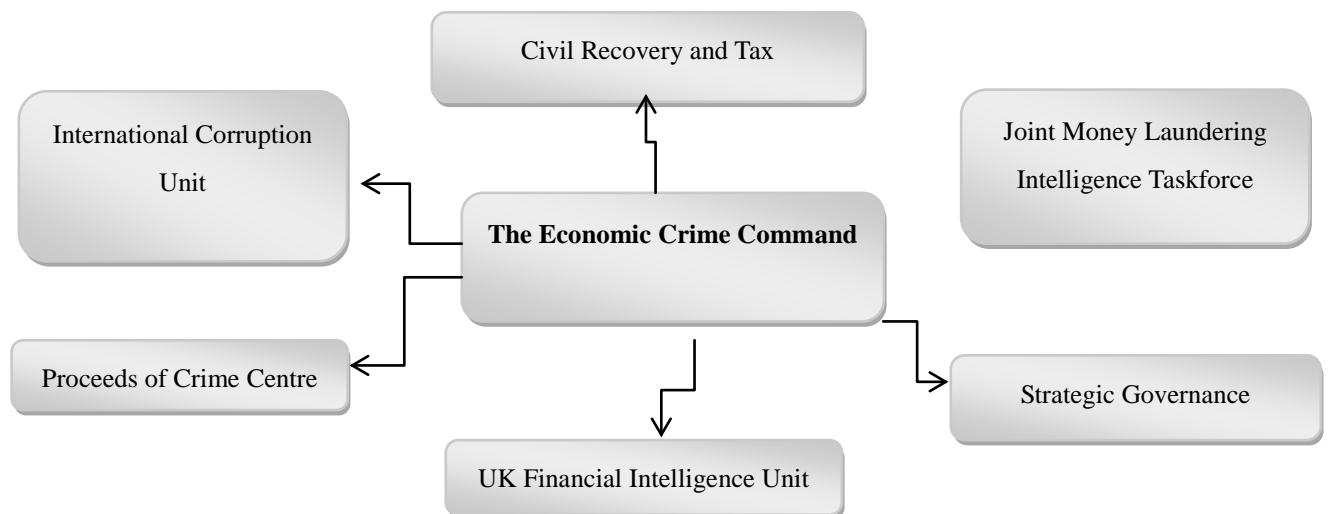 Civil Recovery and Tax
International Corruption
Unit
Joint Money Laundering
Intelligence Taskforce
The Economic Crime Command
Proceeds of Crime Centre
Strategic Governance
UK Financial Intelligence Unit